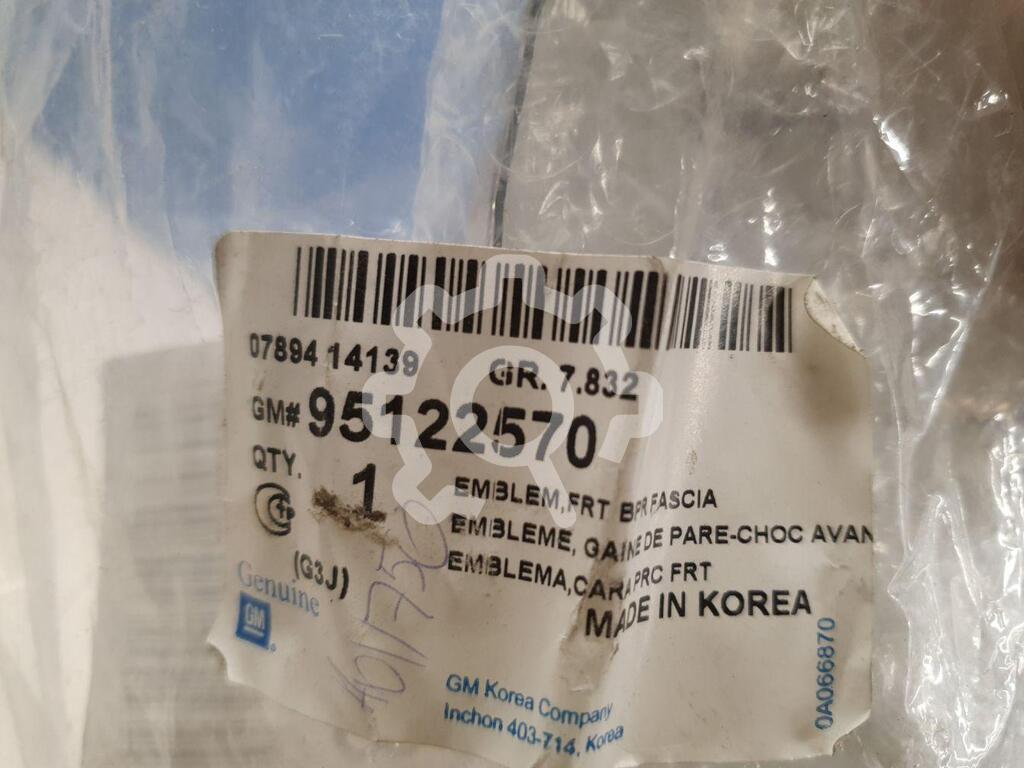 07894 14139 GR. 7.832
GM# 95122570
QTY. 1
EMBLEM,FRT BPR FASCIA
EMBLEME, GAINE DE PARE-CHOC AVAN
EMBLEMA,CARA PRC FRT
(G3J)
MADE IN KOREA
Genuine
GM
GM Korea Company
Inchon 403-714, Korea
0A066870